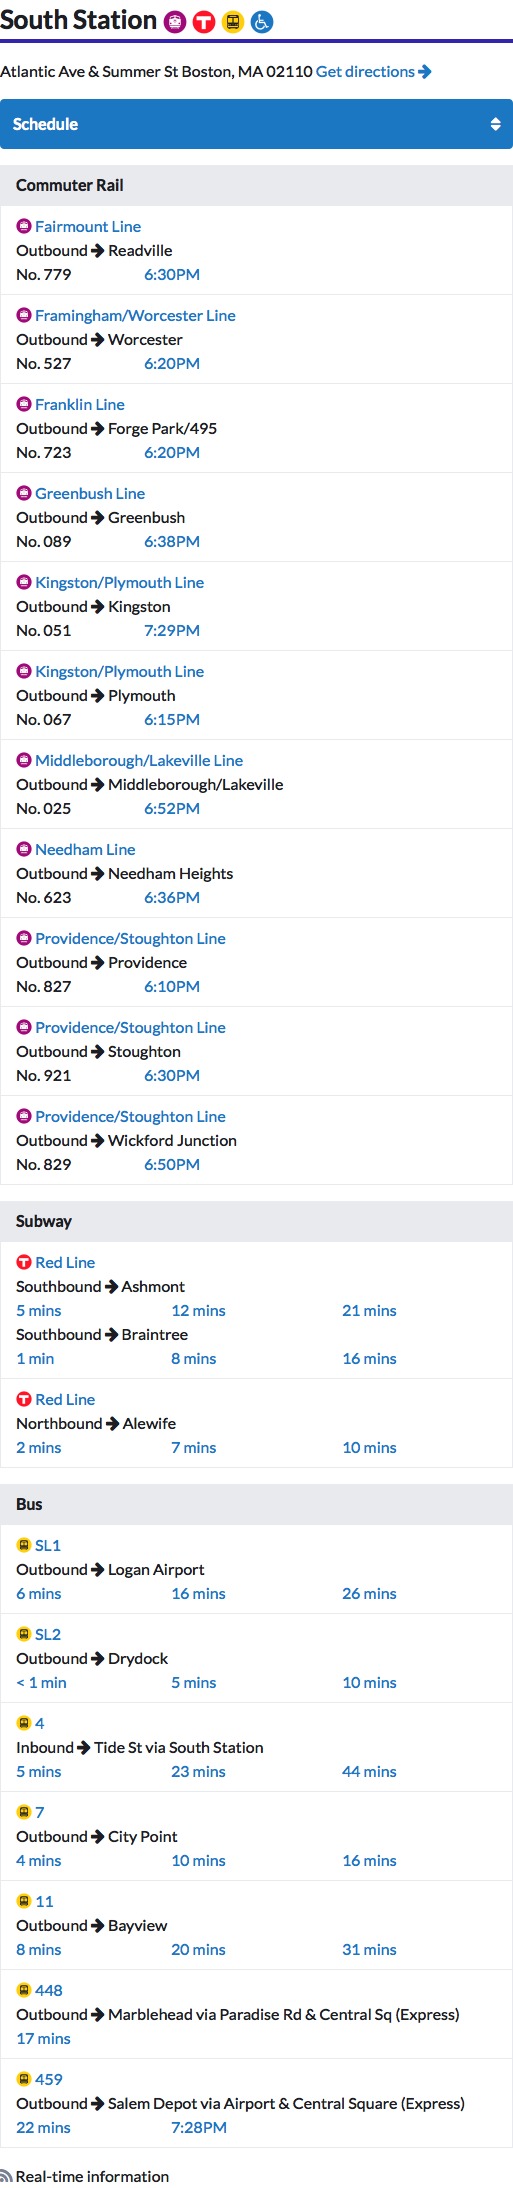 South Station
Atlantic Ave & Summer St Boston, MA 02110 Get directions
Schedule
Commuter Rail
Fairmount Line
Outbound Readville
No. 779 6:30PM
Framingham/Worcester Line
Outbound Worcester
No. 527 6:20PM
Franklin Line
Outbound Forge Park/495
No. 723 6:20PM
Greenbush Line
Outbound Greenbush
No. 089 6:38PM
Kingston/Plymouth Line
Outbound Kingston
No. 051 7:29PM
Kingston/Plymouth Line
Outbound Plymouth
No. 067 6:15PM
Middleborough/Lakeville Line
Outbound Middleborough/Lakeville
No. 025 6:52PM
Needham Line
Outbound Needham Heights
No. 623 6:36PM
Providence/Stoughton Line
Outbound Providence
No. 827 6:10PM
Providence/Stoughton Line
Outbound Stoughton
No. 921 6:30PM
Providence/Stoughton Line
Outbound Wickford Junction
No. 829 6:50PM
Subway
Red Line
Southbound Ashmont
5 mins 12 mins 21 mins
Southbound Braintree
1 min 8 mins 16 mins
Red Line
Northbound Alewife
2 mins 7 mins 10 mins
Bus
SL1
Outbound Logan Airport
6 mins 16 mins 26 mins
SL2
Outbound Drydock
< 1 min 5 mins 10 mins
4
Inbound Tide St via South Station
5 mins 23 mins 44 mins
7
Outbound City Point
4 mins 10 mins 16 mins
11
Outbound Bayview
8 mins 20 mins 31 mins
448
Outbound Marblehead via Paradise Rd & Central Sq (Express)
17 mins
459
Outbound Salem Depot via Airport & Central Square (Express)
22 mins 7:28PM
Real-time information